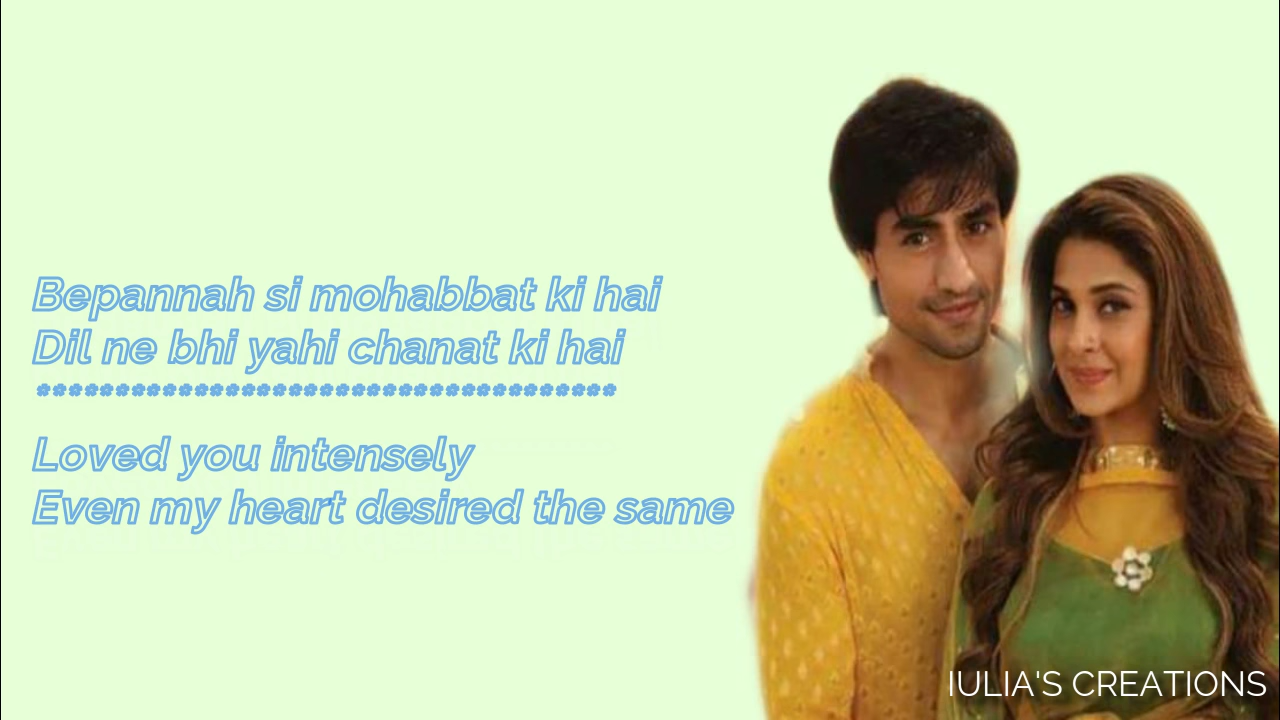 Bepannah si mohabbat ki hai
Dil ne bhi yahi chanat ki hai
*************************************
Loved you intensely
Even my heart desired the same
IULIA'S CREATIONS